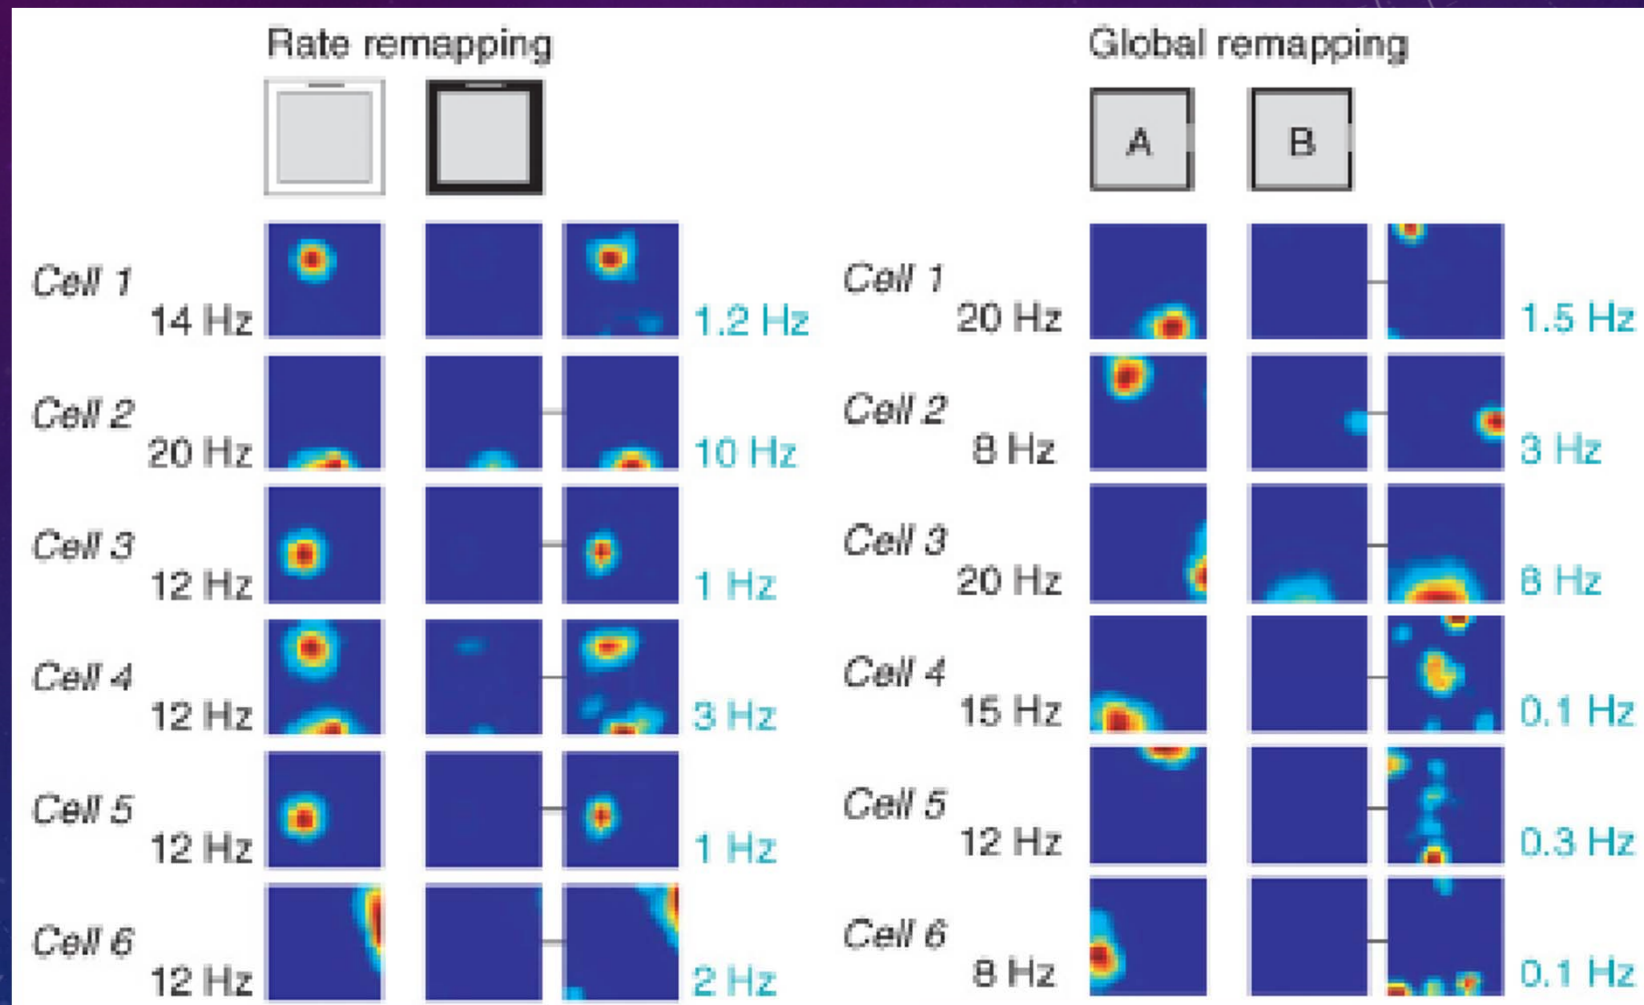 Rate remapping
Cell 1
14 Hz
1.2 Hz
Cell 2
20 Hz
10 Hz
Cell 3
12 Hz
1 Hz
Cell 4
12 Hz
3 Hz
Cell 5
12 Hz
1 Hz
Cell 6
12 Hz
2 Hz
Global remapping
A
B
Cell 1
20 Hz
1.5 Hz
Cell 2
8 Hz
3 Hz
Cell 3
20 Hz
8 Hz
Cell 4
15 Hz
0.1 Hz
Cell 5
12 Hz
0.3 Hz
Cell 6
8 Hz
0.1 Hz